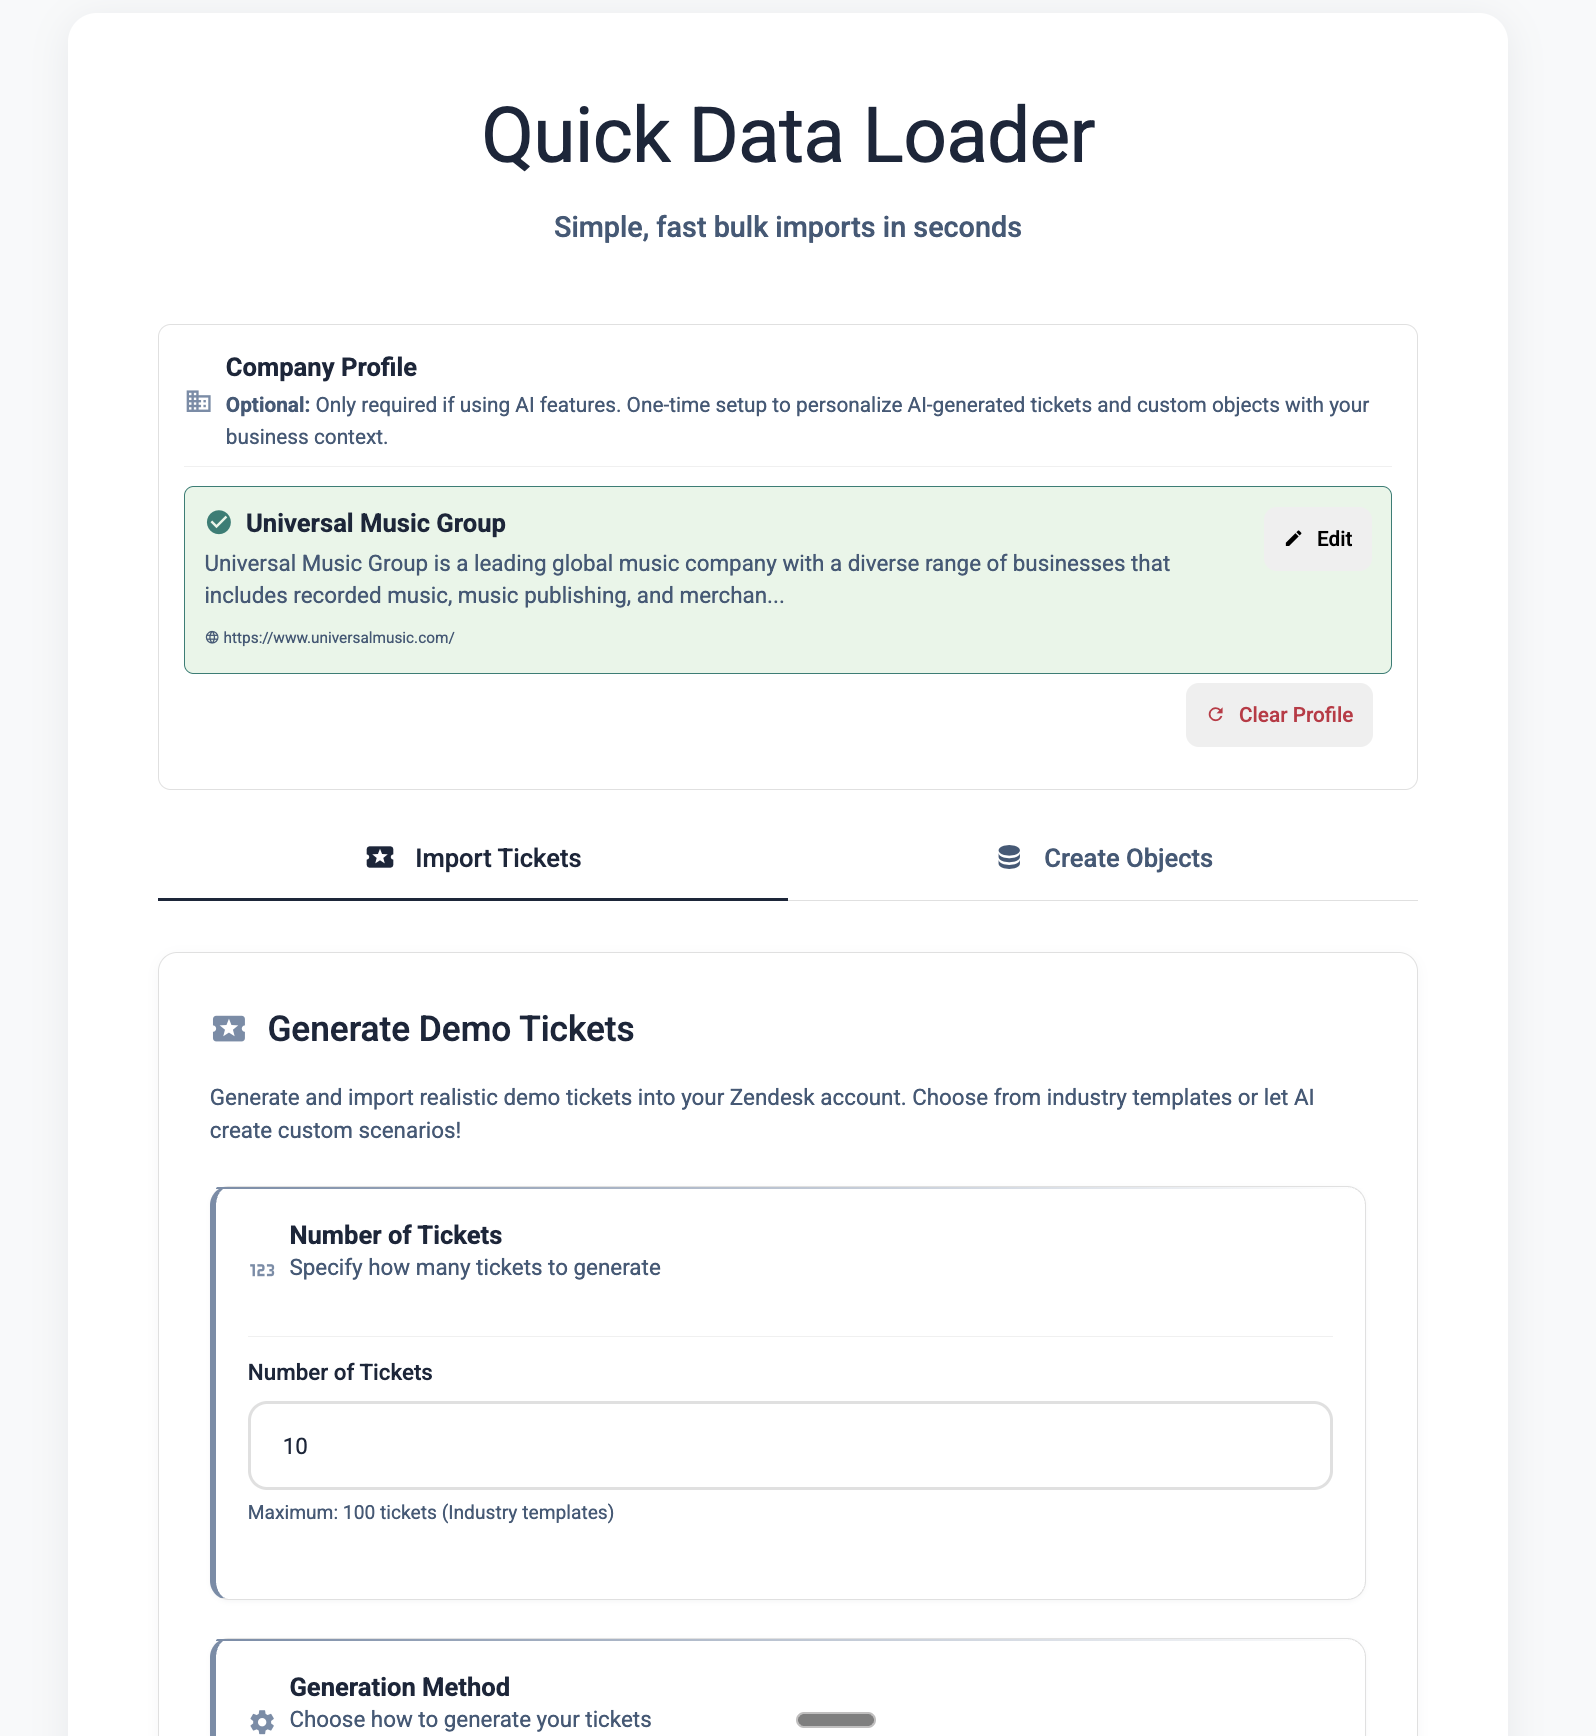 Quick Data Loader
Simple, fast bulk imports in seconds
Company Profile
Optional: Only required if using AI features. One-time setup to personalize AI-generated tickets and custom objects with your
business context.
Universal Music Group
Edit
Universal Music Group is a leading global music company with a diverse range of businesses that
includes recorded music, music publishing, and merchan...
https://www.universalmusic.com/
Clear Profile
Import Tickets
Create Objects
Generate Demo Tickets
Generate and import realistic demo tickets into your Zendesk account. Choose from industry templates or let AI
create custom scenarios!
Number of Tickets
123
Specify how many tickets to generate
Number of Tickets
10
Maximum: 100 tickets (Industry templates)
Generation Method
Choose how to generate your tickets